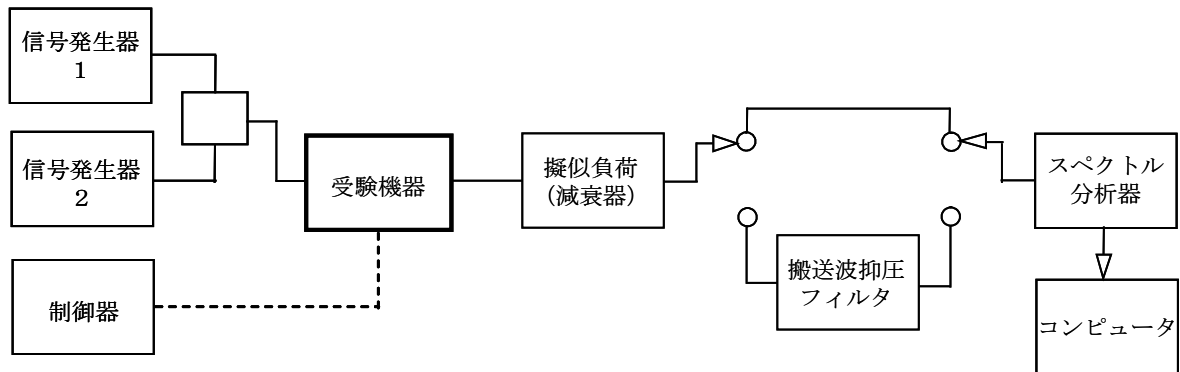 信号発生器
1
信号発生器
2
制御器
受験機器
擬似負荷
(減衰器)
搬送波抑圧
フィルタ
スペクトル
分析器
コンピュータ